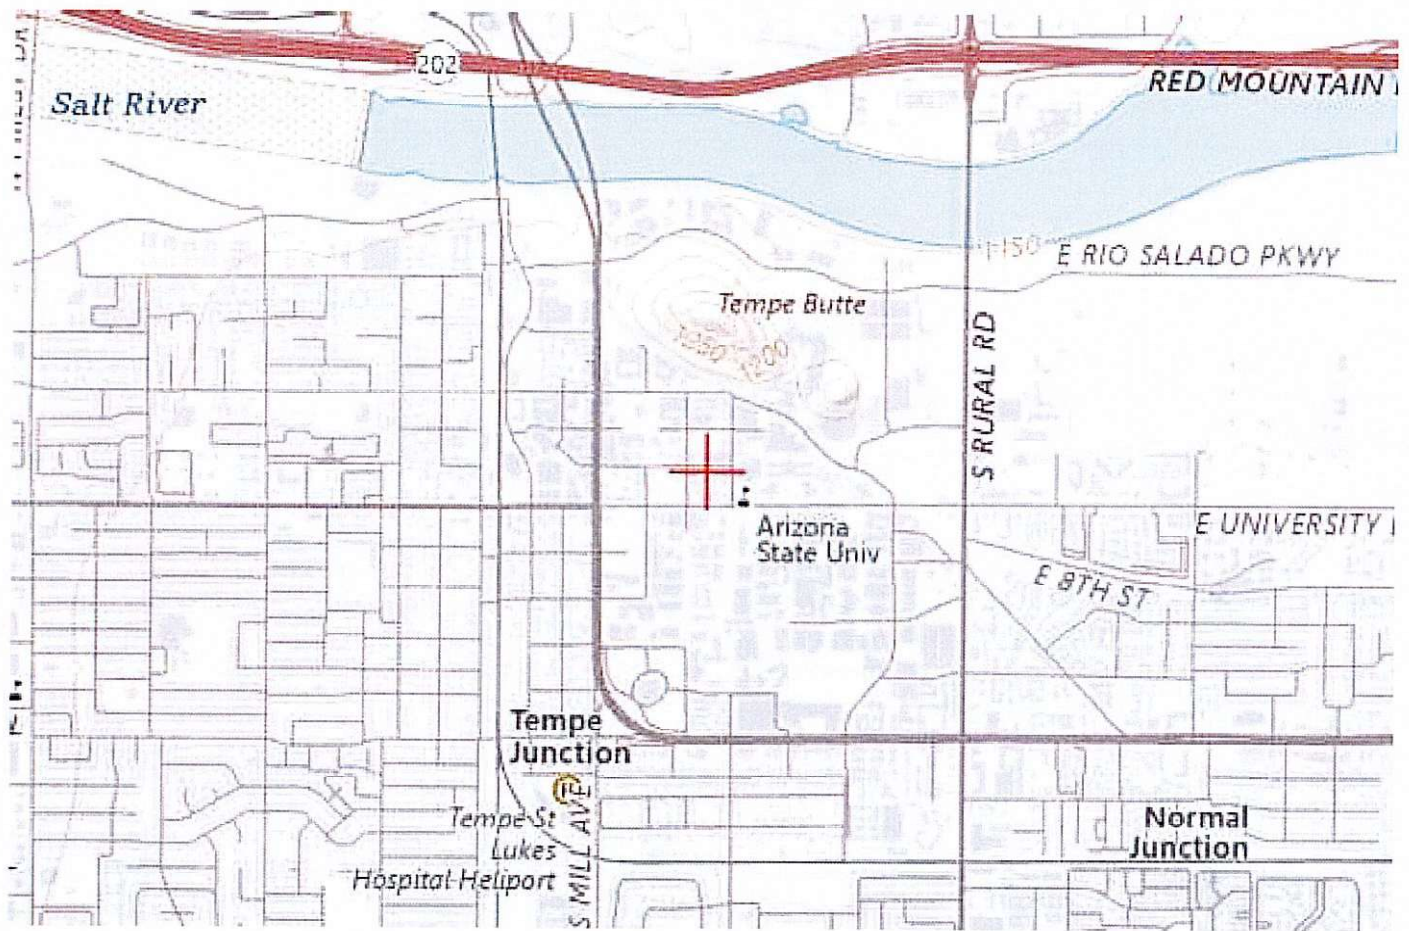 202
RED MOUNTAIN
Salt River
1150
E RIO SALADO PKWY
Tempe Butte
S RURAL RD
Arizona
State Univ
E UNIVERSITY
E 8TH ST
Tempe
Junction
Tempe St
Lukes
Hospital Heliport
S MILL AVE
Normal
Junction